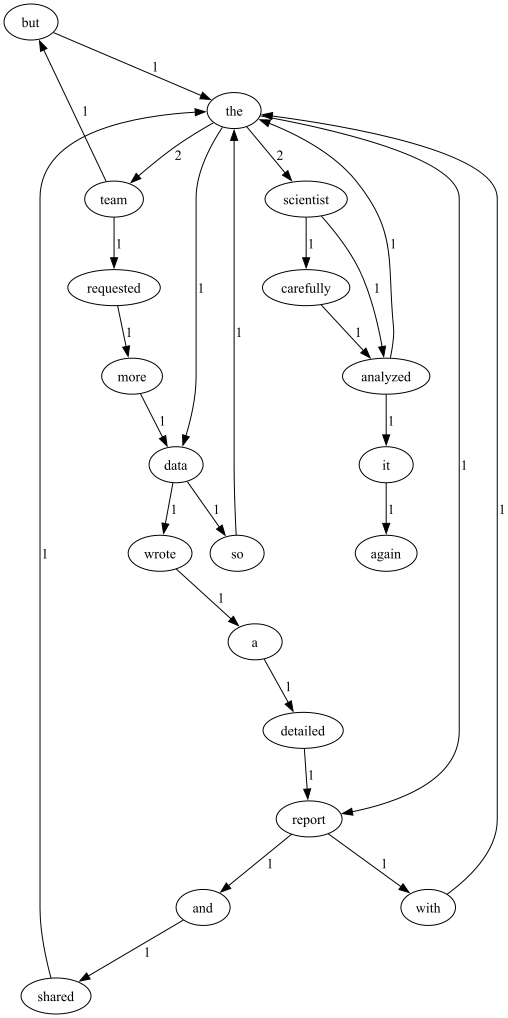 but
1
the
1
2
2
team
scientist
1
1
1
1
requested
carefully
1
1
1
1
1
more
analyzed
1
1
1
1
data
it
1
1
1
wrote
so
again
1
1
a
1
detailed
1
report
1
1
and
with
1
shared